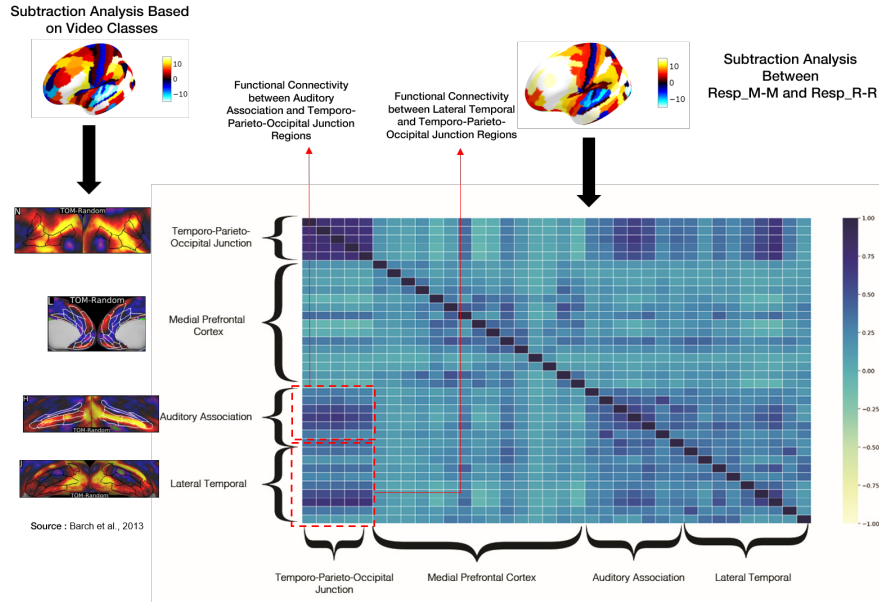 Subtraction Analysis Based
on Video Classes
10
0
−10
Functional Connectivity
between Auditory
Association and Temporo-
Parieto-Occipital Junction
Regions
Functional Connectivity
between Lateral Temporal
and Temporo-Parieto-
Occipital Junction
Regions
10
0
−10
Subtraction Analysis
Between
Resp_M-M and Resp_R-R
N
TOM-Random
L
TOM-Random
H
TOM-Random
TOM-Random
Source : Barch et al., 2013
Temporo-Parieto-
Occipital Junction
Medial Prefrontal
Cortex
Auditory Association
Lateral Temporal
1.00
0.75
0.50
0.25
0.00
−0.25
−0.50
−0.75
−1.00
Temporo-Parieto-Occipital
Junction
Medial Prefrontal Cortex
Auditory Association
Lateral Temporal